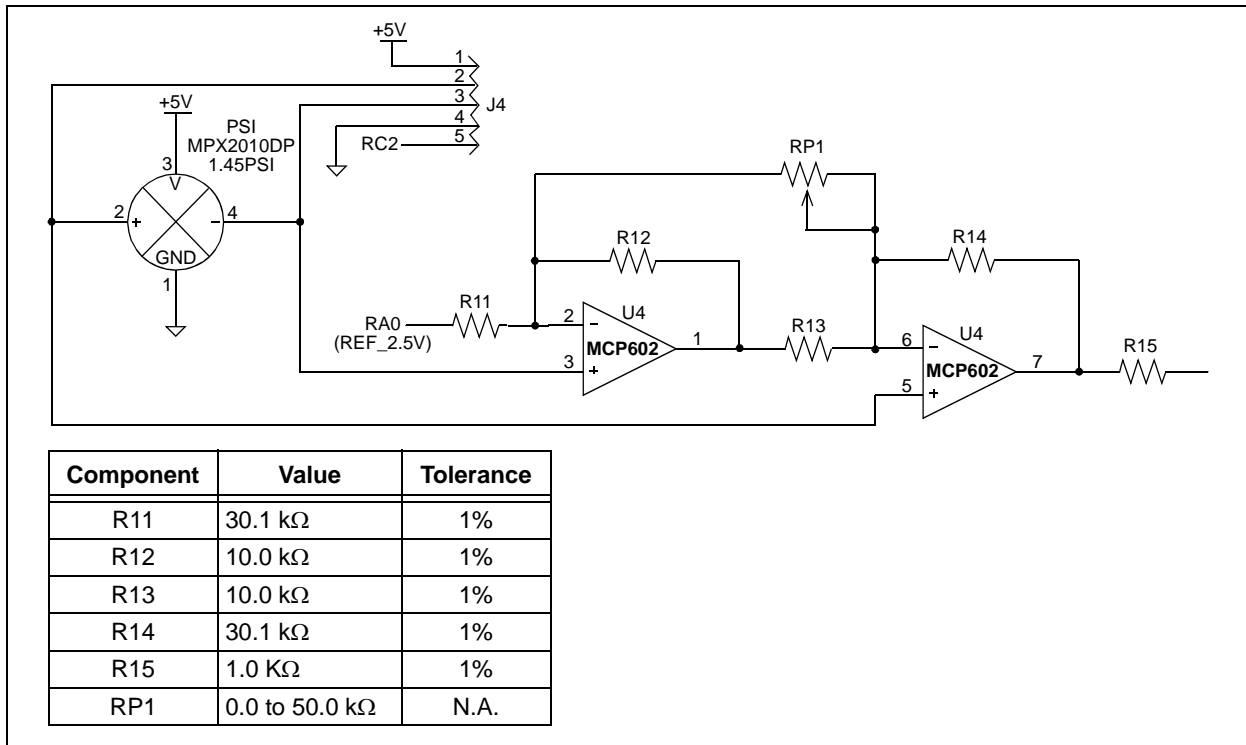 +5V
1
2
3
J4
4
RC2
5
+5V
PSI
MPX2010DP
1.45PSI
3
V
2
+
-
4
GND
1
RP1
R12
R14
R11
RA0
(REF_2.5V)
2
-
U4
MCP602
1
3
+
R13
6
-
U4
MCP602
7
5
+
R15
Component Value Tolerance
R11 30.1 kΩ 1%
R12 10.0 kΩ 1%
R13 10.0 kΩ 1%
R14 30.1 kΩ 1%
R15 1.0 KΩ 1%
RP1 0.0 to 50.0 kΩ N.A.